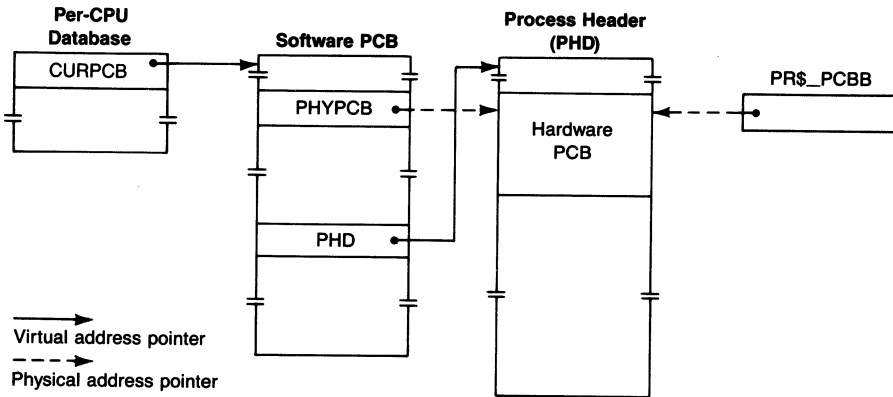 Per-CPU
Database
CURPCB
Software PCB
PHYPCB
PHD
Process Header
(PHD)
Hardware
PCB
PR$_PCBB
Virtual address pointer
Physical address pointer